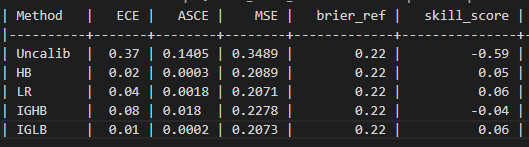 | Method | ECE | ASCE | MSE | brier_ref | skill_score |
|----------+-------+--------+--------+-------------+---------------+
| Uncalib | 0.37 | 0.1405 | 0.3489 | 0.22 | -0.59 |
| HB | 0.02 | 0.0003 | 0.2089 | 0.22 | 0.05 |
| LR | 0.04 | 0.0018 | 0.2071 | 0.22 | 0.06 |
| IGHB | 0.08 | 0.018 | 0.2278 | 0.22 | -0.04 |
| IGLB | 0.01 | 0.0002 | 0.2073 | 0.22 | 0.06 |